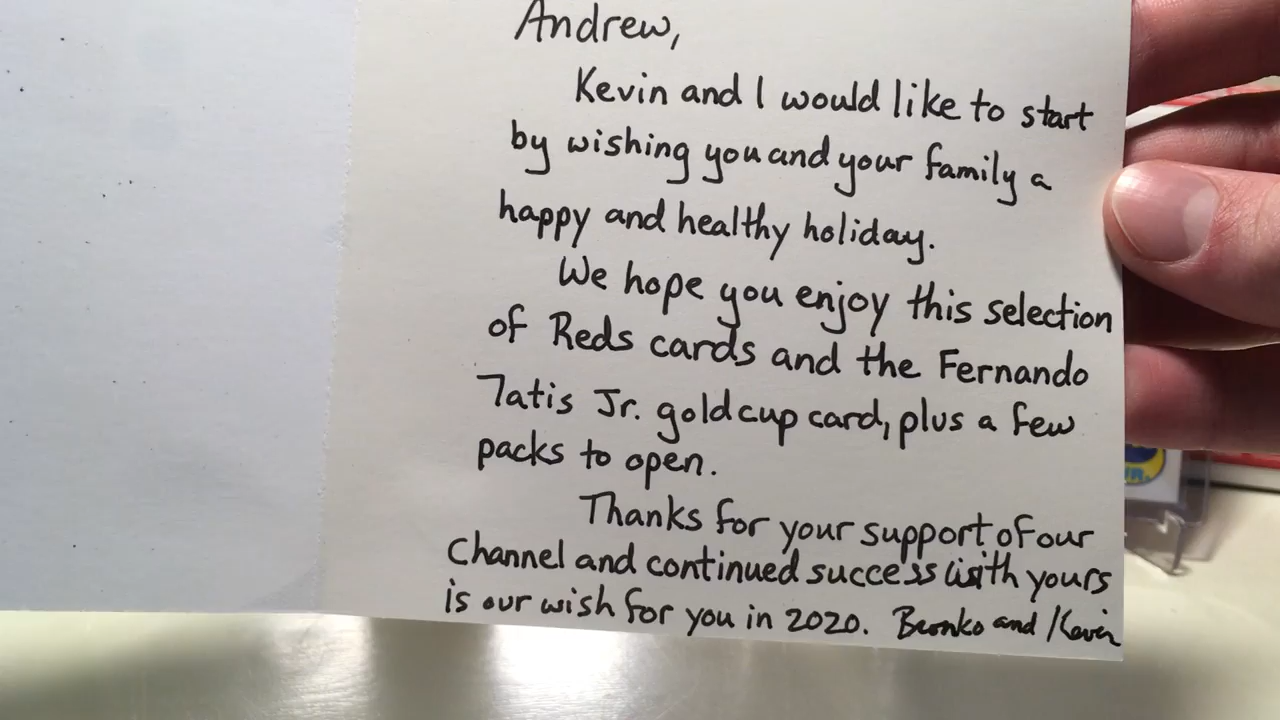 Andrew,
Kevin and I would like to start
by wishing you and your family a
happy and healthy holiday.
We hope you enjoy this selection
of Reds cards and the Fernando
Tatis Jr. gold cup card, plus a few
packs to open.
Thanks for your support of our
Channel and continued success with yours
is our wish for you in 2020. Bronko and Kevin
JR.